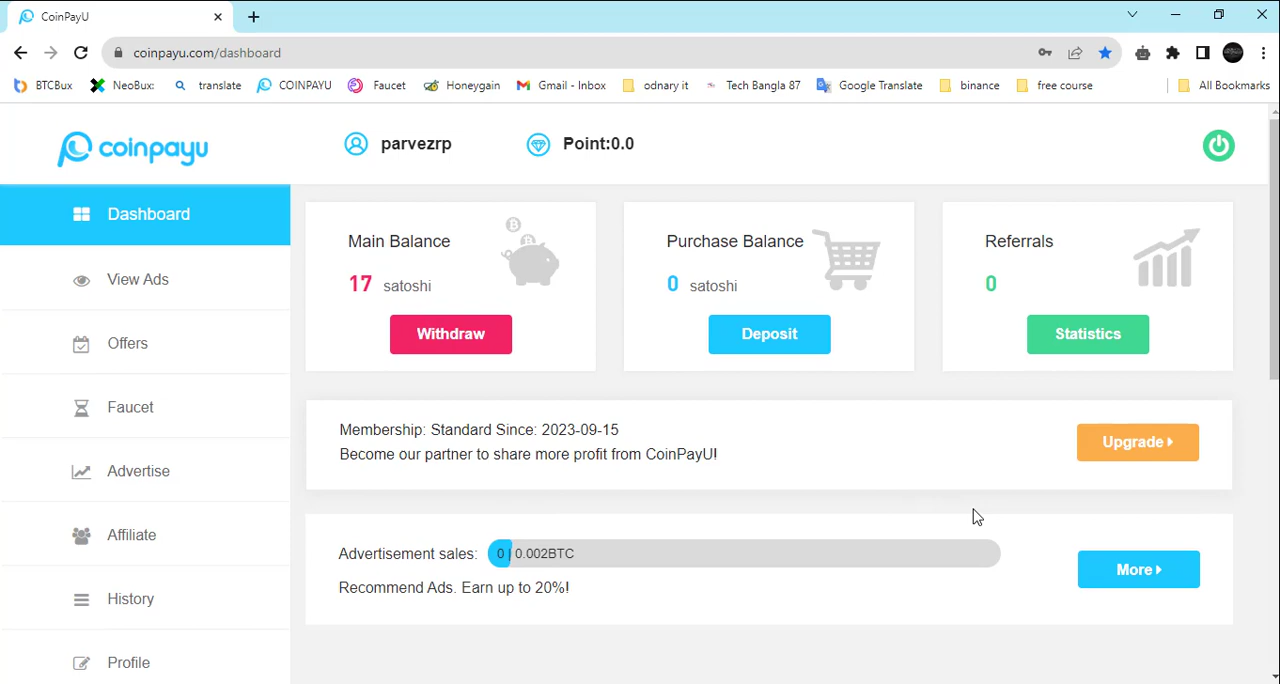 CoinPayU
coinpayu.com/dashboard
BTCBux NeoBux: translate COINPAYU Faucet Honeygain Gmail - Inbox odnary it Tech Bangla 87 Google Translate binance free course All Bookmarks
coinpayu parvezrp Point:0.0
Dashboard
View Ads
Offers
Faucet
Advertise
Affiliate
History
Profile
Main Balance
17 satoshi
Withdraw
Purchase Balance
0 satoshi
Deposit
Referrals
0
Statistics
Membership: Standard Since: 2023-09-15
Become our partner to share more profit from CoinPayU!
Upgrade
Advertisement sales: 0 | 0.002BTC
Recommend Ads. Earn up to 20%!
More